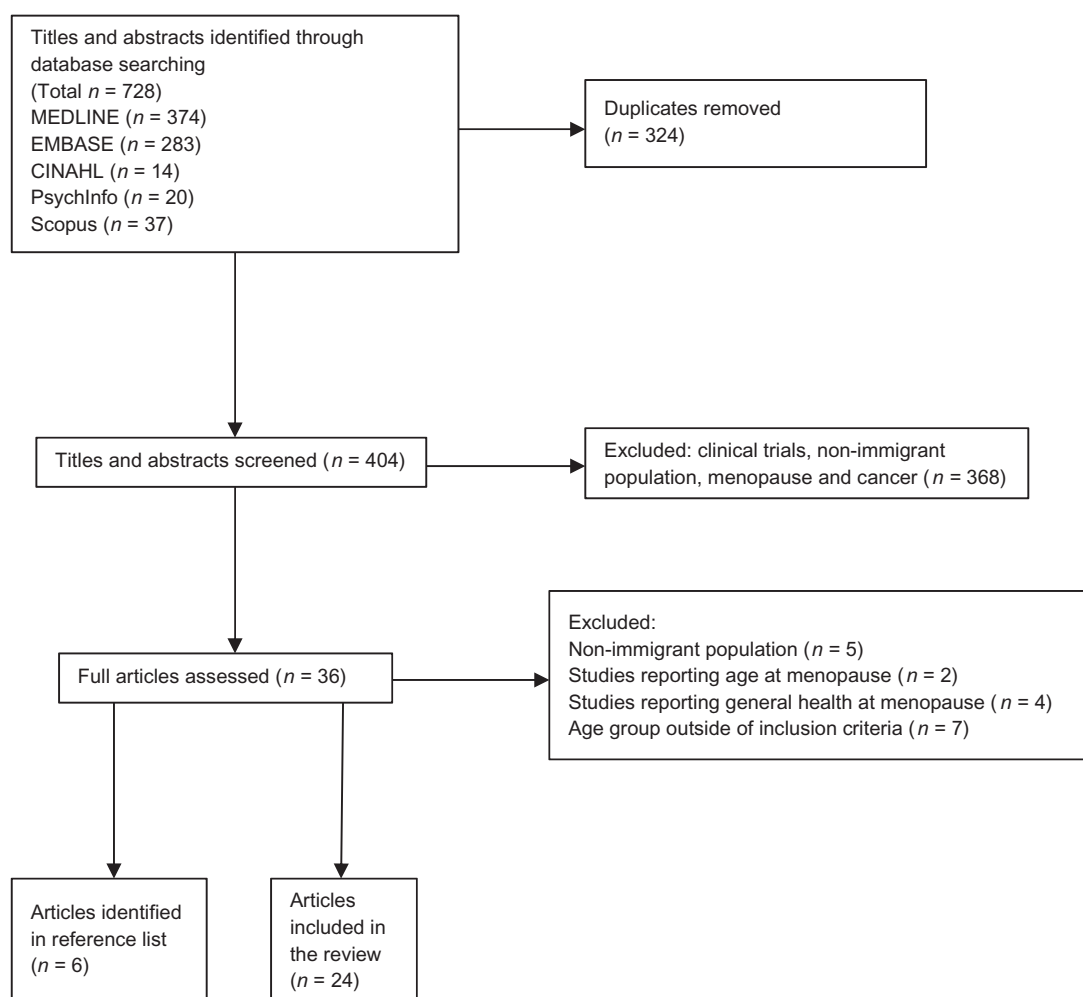 Titles and abstracts identified through
database searching
(Total n = 728)
MEDLINE (n = 374)
EMBASE (n = 283)
CINAHL (n = 14)
PsychInfo (n = 20)
Scopus (n = 37)
Duplicates removed
(n = 324)
Titles and abstracts screened (n = 404)
Excluded: clinical trials, non-immigrant
population, menopause and cancer (n = 368)
Full articles assessed (n = 36)
Excluded:
Non-immigrant population (n = 5)
Studies reporting age at menopause (n = 2)
Studies reporting general health at menopause (n = 4)
Age group outside of inclusion criteria (n = 7)
Articles identified
in reference list
(n = 6)
Articles
included in
the review
(n = 24)